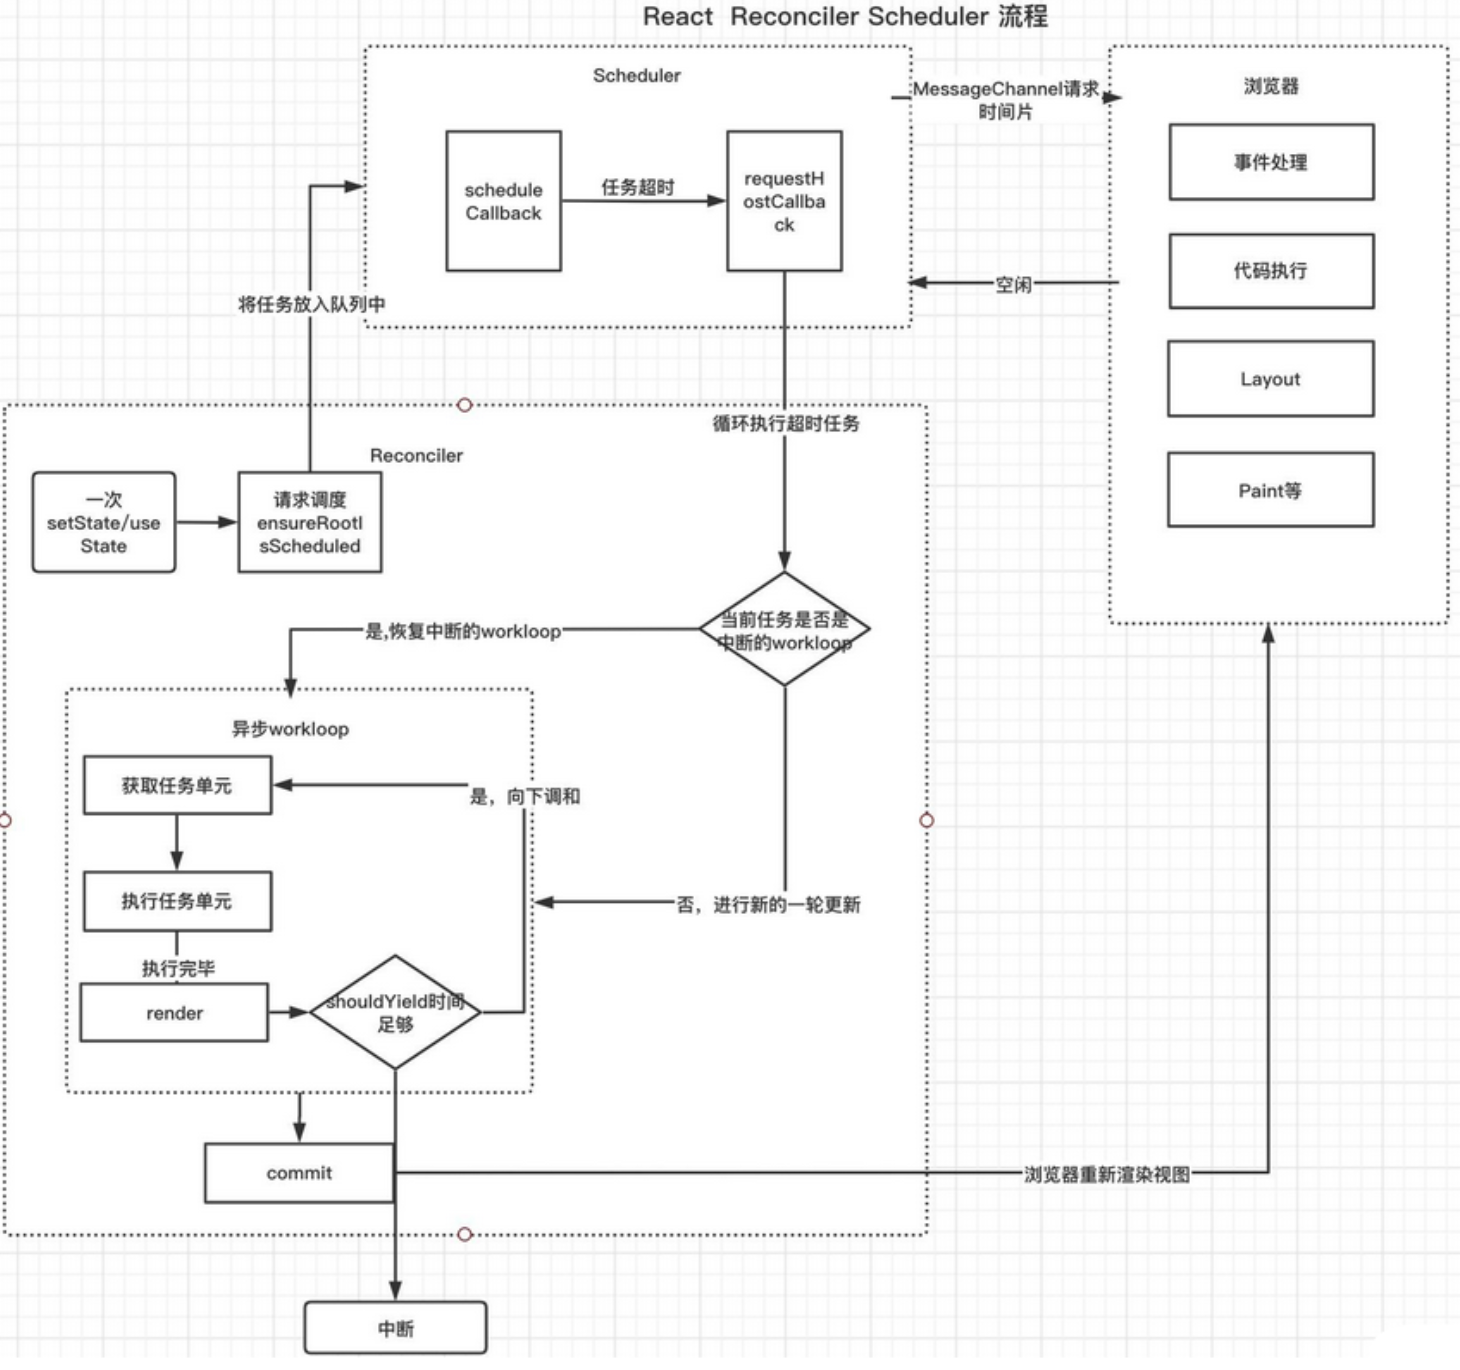 React Reconciler Scheduler 流程
Scheduler
schedule
Callback
任务超时
requestH
ostCallba
ck
MessageChannel请求
时间片
空闲
浏览器
事件处理
代码执行
Layout
Paint等
将任务放入队列中
循环执行超时任务
Reconciler
一次
setState/use
State
请求调度
ensureRootI
sScheduled
当前任务是否是
中断的workloop
是,恢复中断的workloop
异步workloop
获取任务单元
是，向下调和
执行任务单元
否，进行新的一轮更新
执行完毕
render
shouldYield时间
足够
commit
浏览器重新渲染视图
中断